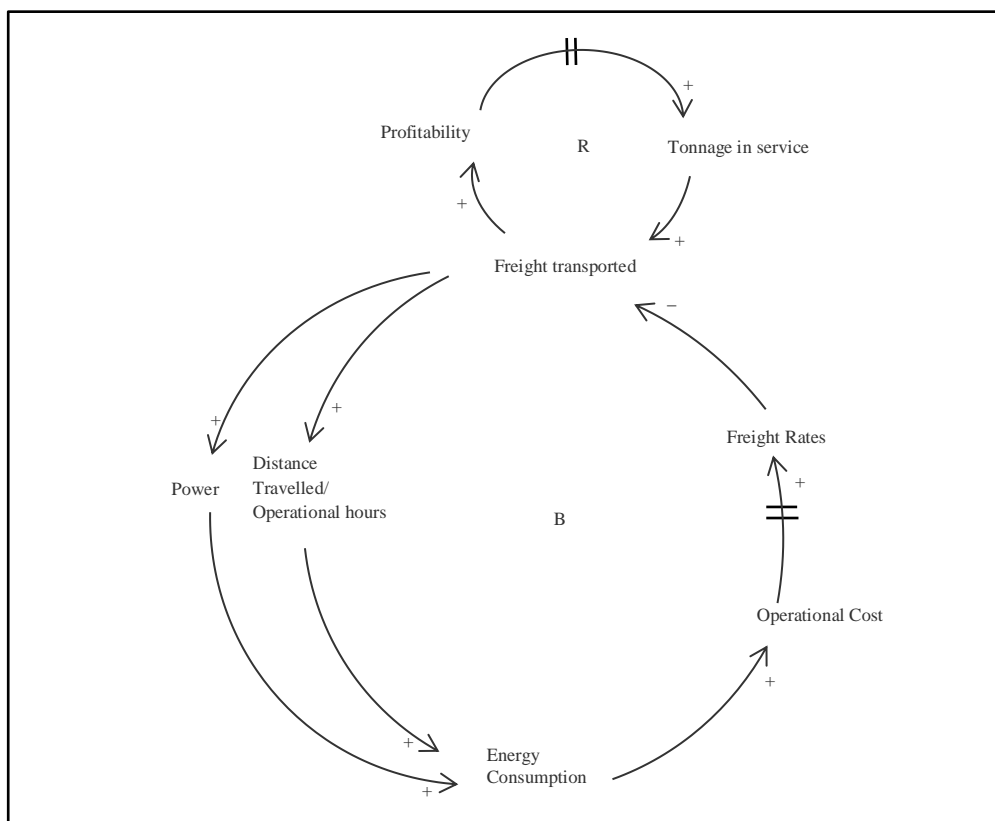 +
Profitability
R
Tonnage in service
+
+
Freight transported
−
+
+
Freight Rates
Distance
Travelled/
Operational hours
Power
+
B
Operational Cost
+
+
Energy
Consumption
+